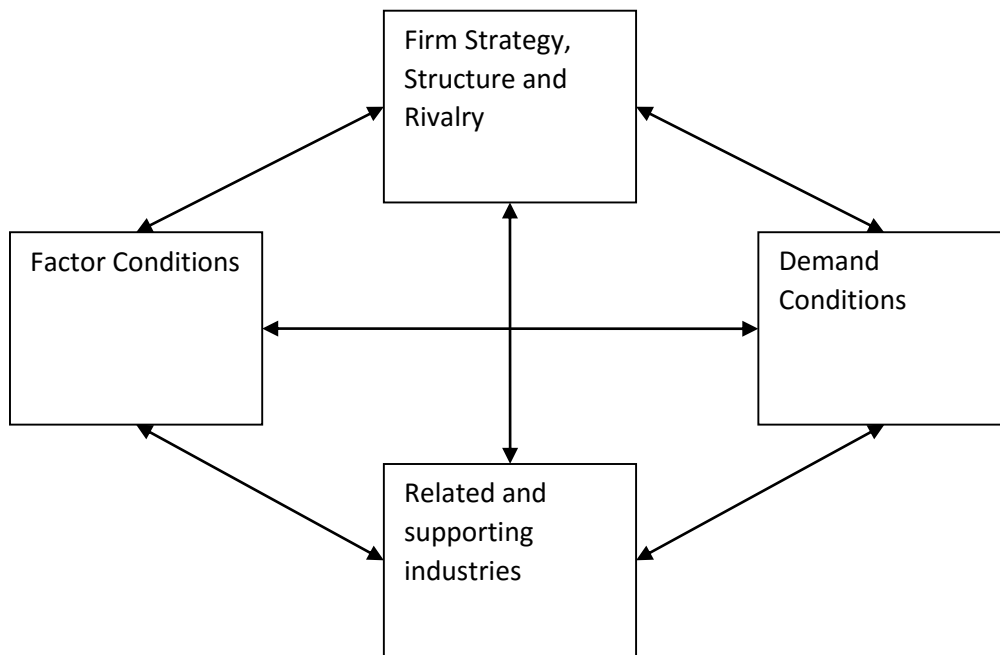 Firm Strategy,
Structure and
Rivalry
Factor Conditions
Demand
Conditions
Related and
supporting
industries